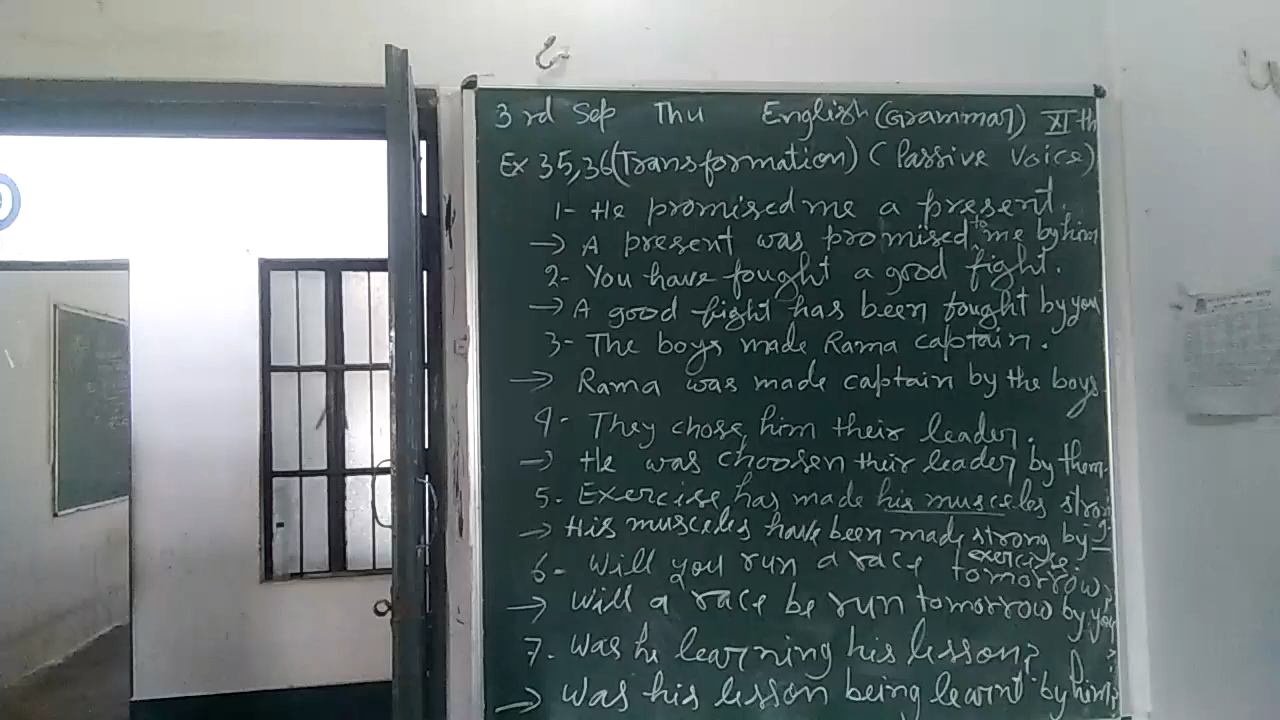 3rd Sep Thu English (Grammar) XI th
Ex 35,36 (Transformation) (Passive Voice)
1- He promised me a present.
→ A present was promised to me by him
2- You have fought a good fight.
→ A good fight has been fought by you
3- The boys made Rama captain.
→ Rama was made captain by the boys
4- They chose him their leader.
→ He was choosen their leader by them.
5. Exercise has made his musceles strong
→ His musceles have been made strong by exercise.
6- Will you run a race tomorrow?
→ Will a race be run tomorrow by you?
7. Was he learning his lesson?
→ Was his lesson being learnt by him?